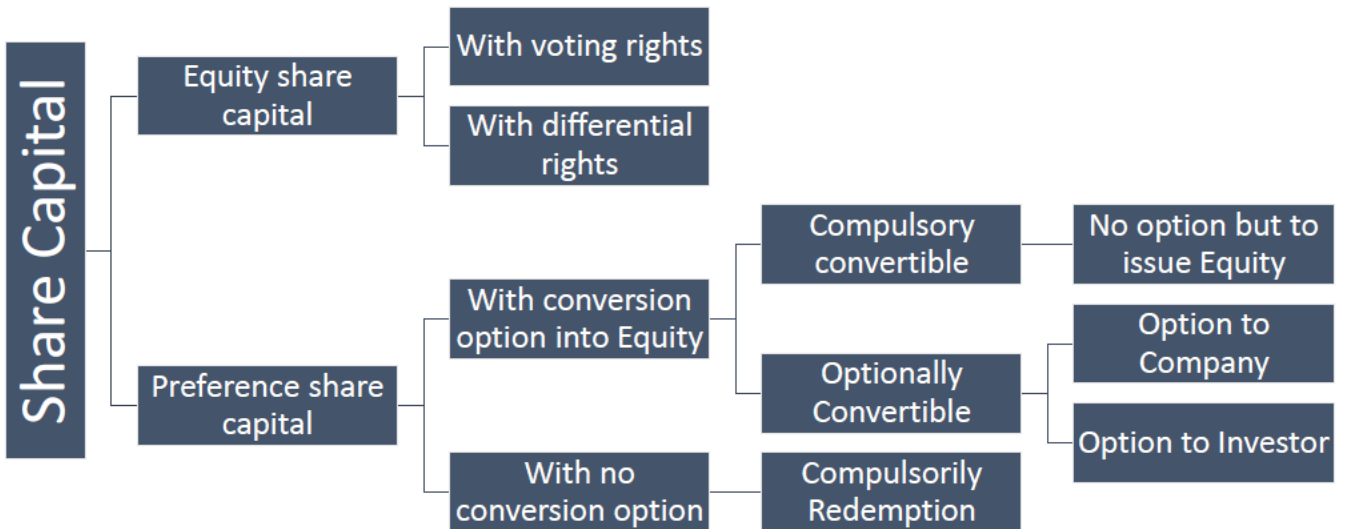 Share Capital
Equity share
capital
With voting rights
With differential
rights
Preference share
capital
With conversion
option into Equity
Compulsory
convertible
No option but to
issue Equity
Optionally
Convertible
Option to
Company
Option to Investor
With no
conversion option
Compulsorily
Redemption